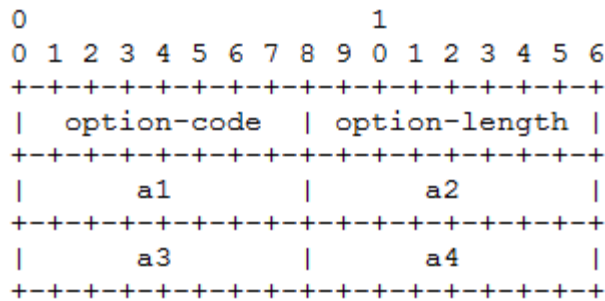 0                   1
0 1 2 3 4 5 6 7 8 9 0 1 2 3 4 5 6
+-+-+-+-+-+-+-+-+-+-+-+-+-+-+-+-+
|  option-code  | option-length |
+-+-+-+-+-+-+-+-+-+-+-+-+-+-+-+-+
|      a1       |      a2       |
+-+-+-+-+-+-+-+-+-+-+-+-+-+-+-+-+
|      a3       |      a4       |
+-+-+-+-+-+-+-+-+-+-+-+-+-+-+-+-+